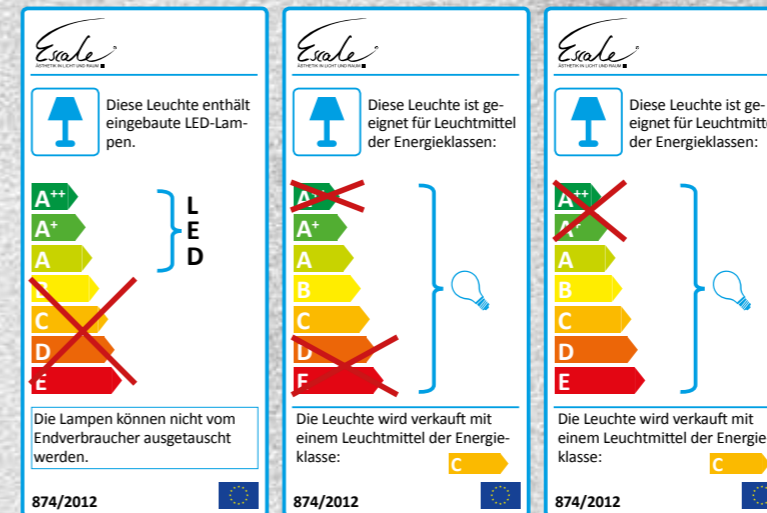 Escale
ÄSTHETIK IN LICHT UND RAUM
Diese Leuchte enthält
eingebaute LED-Lam-
pen.
A++
A+
A
B
C
D
E
L
E
D
Die Lampen können nicht vom
Endverbraucher ausgetauscht
werden.
874/2012
Escale
ÄSTHETIK IN LICHT UND RAUM
Diese Leuchte ist ge-
eignet für Leuchtmittel
der Energieklassen:
A++
A+
A
B
C
D
E
Die Leuchte wird verkauft mit
einem Leuchtmittel der Energie-
klasse:
C
874/2012
Escale
ÄSTHETIK IN LICHT UND RAUM
Diese Leuchte ist ge-
eignet für Leuchtmitte
der Energieklassen:
A++
A+
A
B
C
D
E
Die Leuchte wird verkauft mit
einem Leuchtmittel der Energie
klasse:
C
874/2012